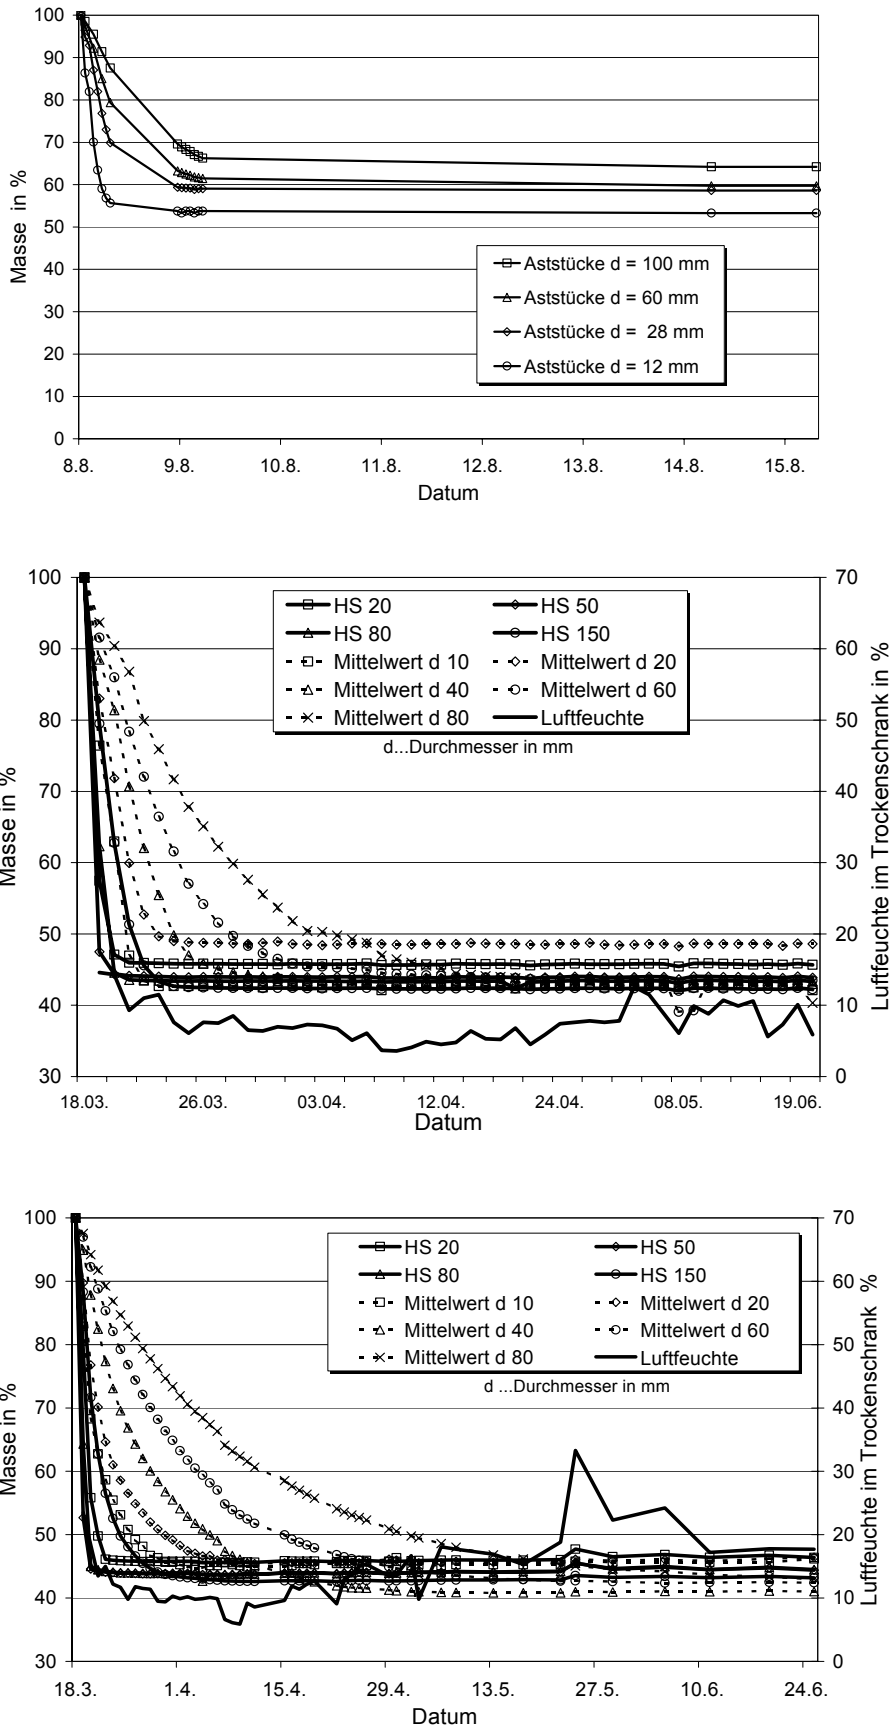 100
90
80
70
60
50
40
30
20
10
0
Masse in %
Aststücke d = 100 mm
Aststücke d = 60 mm
Aststücke d = 28 mm
Aststücke d = 12 mm
8.8. 9.8. 10.8. 11.8. 12.8. 13.8. 14.8. 15.8.
Datum
100
90
80
70
60
50
40
30
Masse in %
HS 20 HS 50
HS 80 HS 150
Mittelwert d 10 Mittelwert d 20
Mittelwert d 40 Mittelwert d 60
Mittelwert d 80 Luftfeuchte
d...Durchmesser in mm
70
60
50
40
30
20
10
0
Luftfeuchte im Trockenschrank in %
18.03. 26.03. 03.04. 12.04. 24.04. 08.05. 19.06.
Datum
100
90
80
70
60
50
40
30
Masse in %
HS 20 HS 50
HS 80 HS 150
Mittelwert d 10 Mittelwert d 20
Mittelwert d 40 Mittelwert d 60
Mittelwert d 80 Luftfeuchte
d ...Durchmesser in mm
70
60
50
40
30
20
10
0
Luftfeuchte im Trockenschrank %
18.3. 1.4. 15.4. 29.4. 13.5. 27.5. 10.6. 24.6.
Datum